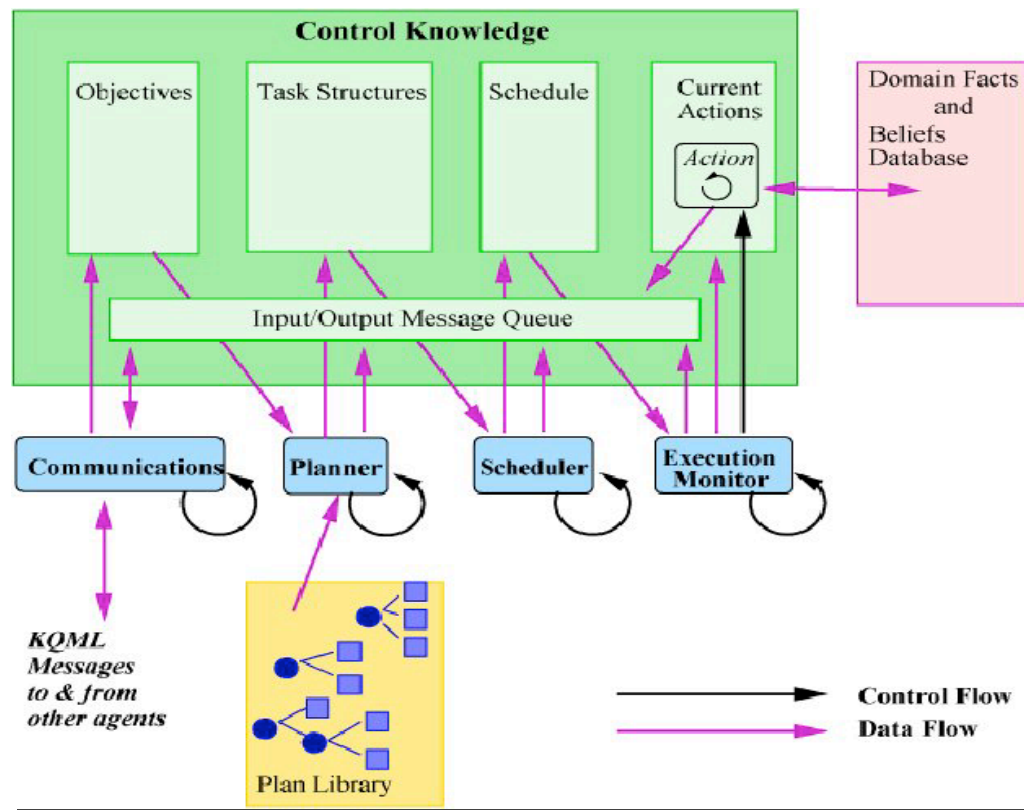 Control Knowledge
Objectives
Task Structures
Schedule
Current
Actions
Action
Domain Facts
and
Beliefs
Database
Input/Output Message Queue
Communications
Planner
Scheduler
Execution
Monitor
KQML
Messages
to & from
other agents
Plan Library
Control Flow
Data Flow